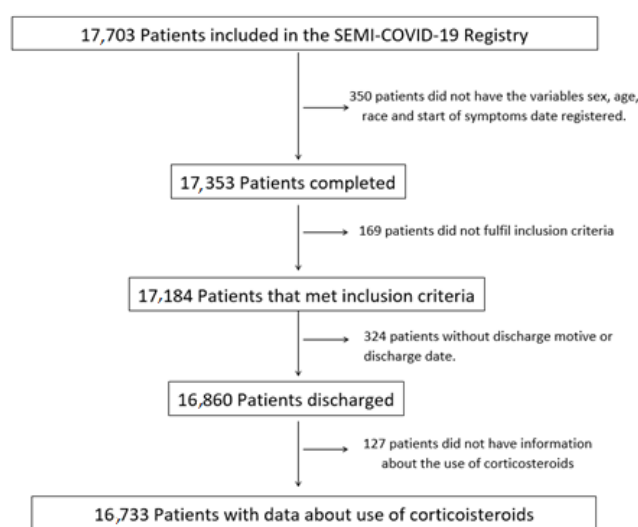 17,703 Patients included in the SEMI-COVID-19 Registry
350 patients did not have the variables sex, age,
race and start of symptoms date registered.
17,353 Patients completed
169 patients did not fulfil inclusion criteria
17,184 Patients that met inclusion criteria
324 patients without discharge motive or
discharge date.
16,860 Patients discharged
127 patients did not have information
about the use of corticosteroids
16,733 Patients with data about use of corticoisteroids